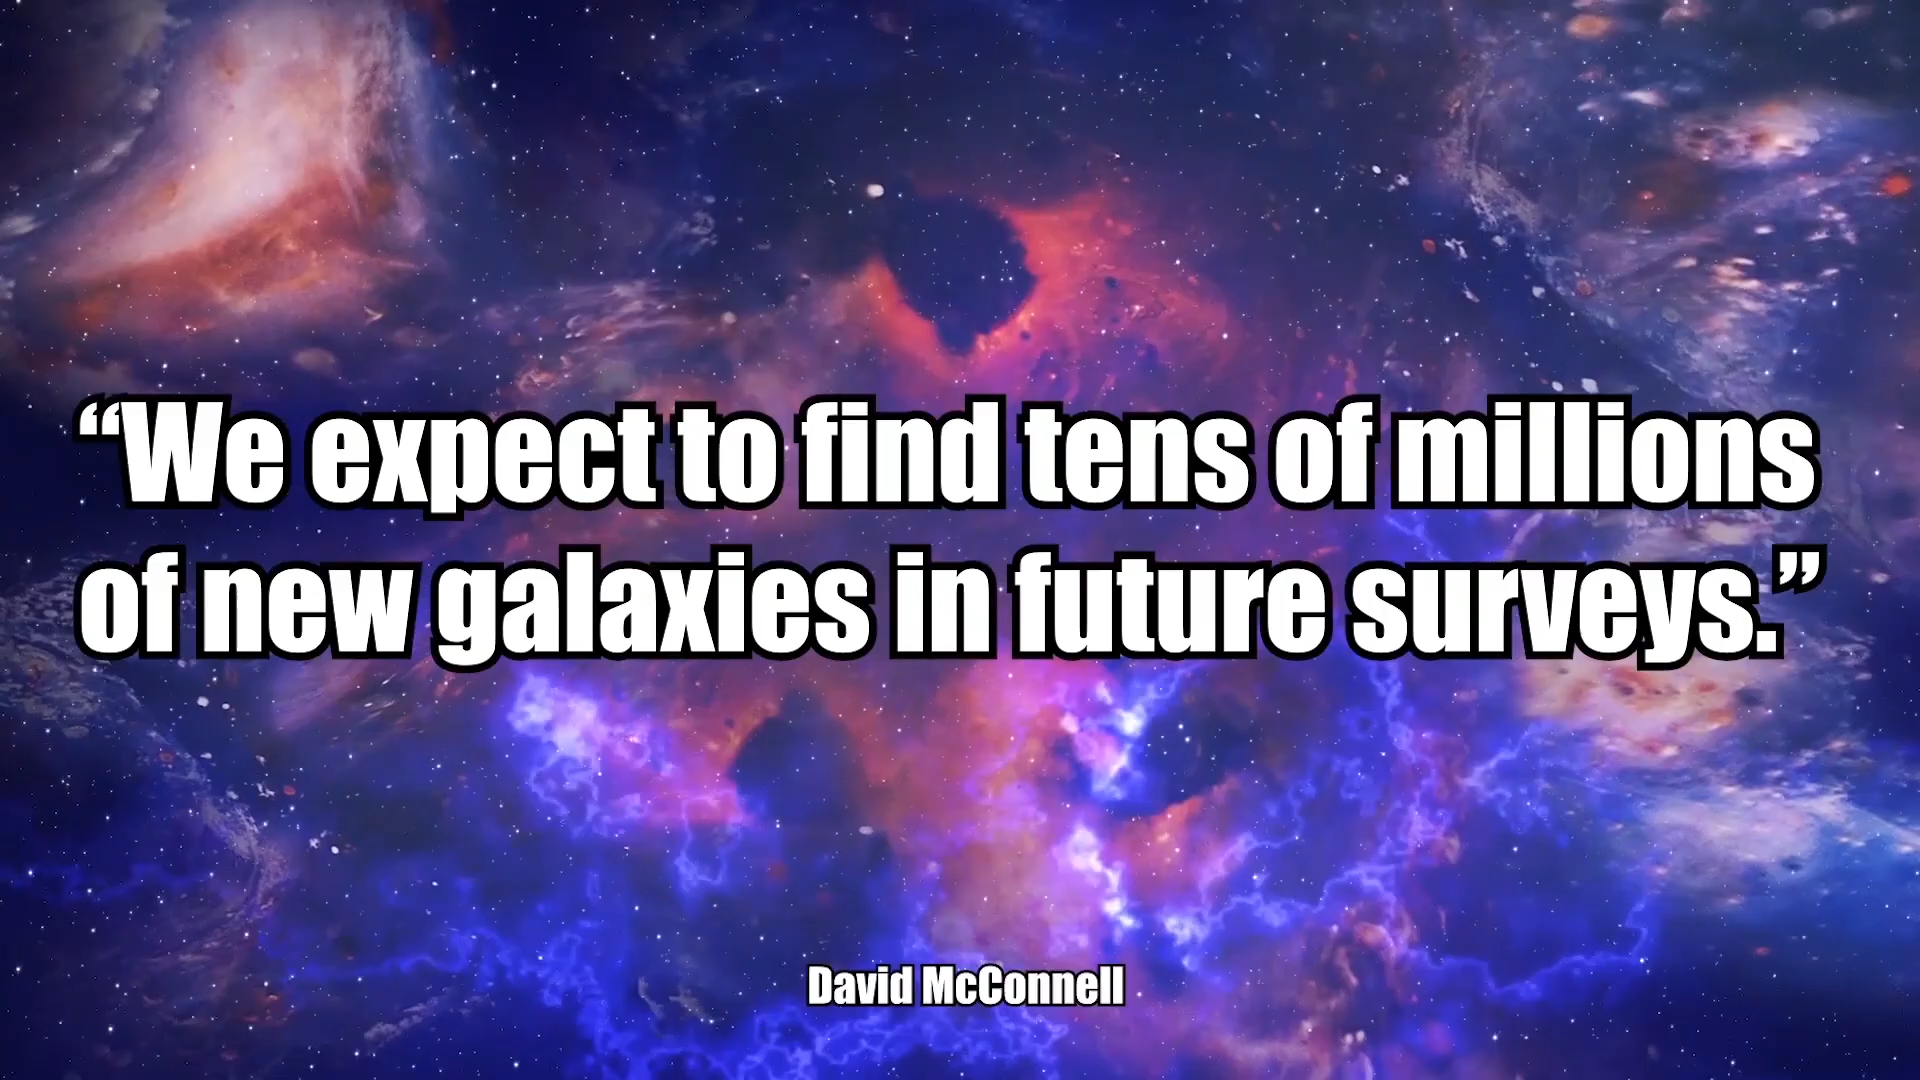 “We expect to find tens of millions
of new galaxies in future surveys.”
David McConnell